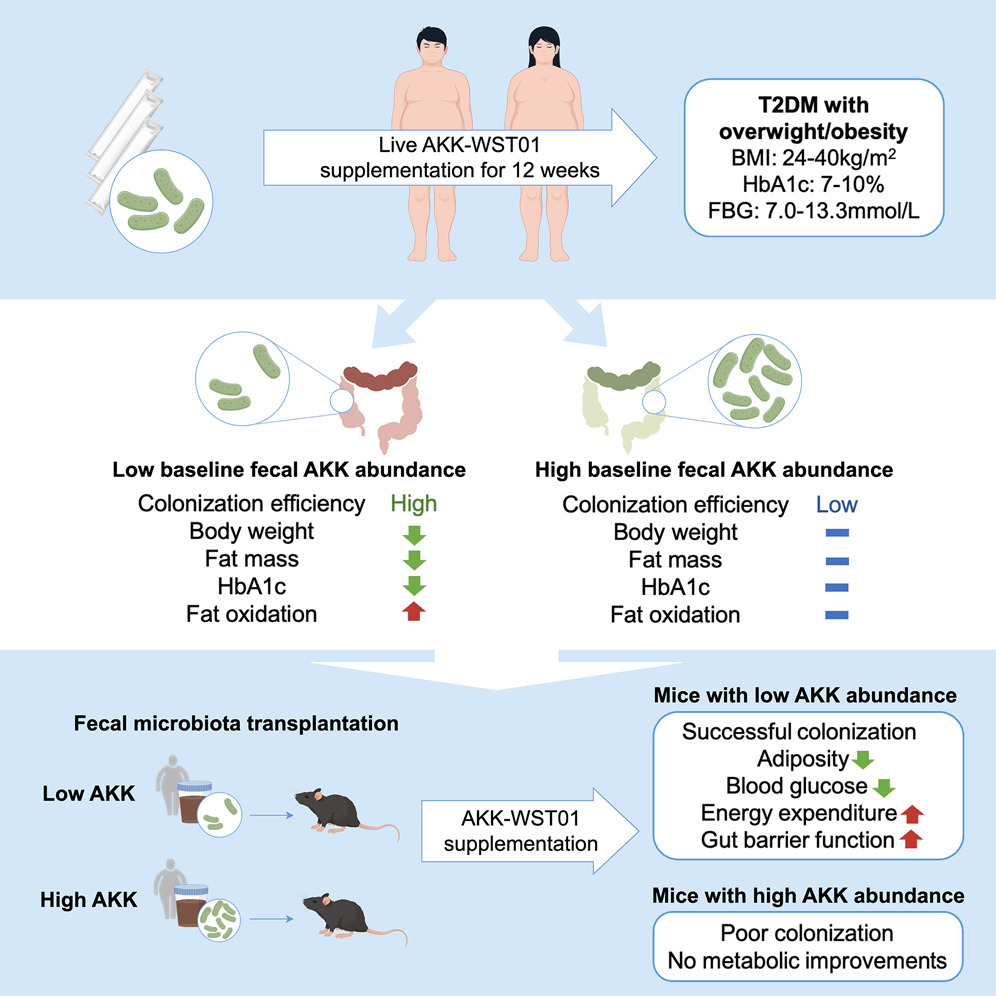 Live AKK-WST01
supplementation for 12 weeks
T2DM with
overwight/obesity
BMI: 24-40kg/m²
HbA1c: 7-10%
FBG: 7.0-13.3mmol/L
Low baseline fecal AKK abundance
Colonization efficiency High
Body weight
Fat mass
HbA1c
Fat oxidation
High baseline fecal AKK abundance
Colonization efficiency Low
Body weight
Fat mass
HbA1c
Fat oxidation
Fecal microbiota transplantation
Low AKK
High AKK
AKK-WST01
supplementation
Mice with low AKK abundance
Successful colonization
Adiposity
Blood glucose
Energy expenditure
Gut barrier function
Mice with high AKK abundance
Poor colonization
No metabolic improvements